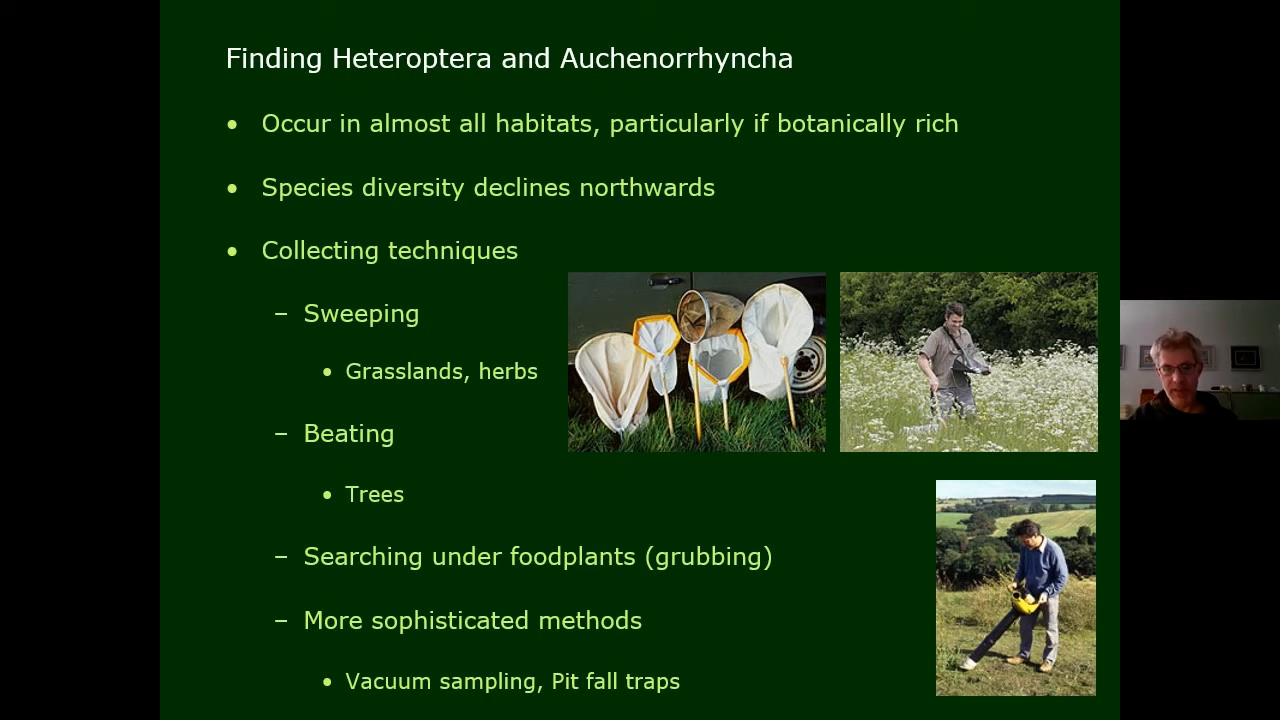 Finding Heteroptera and Auchenorrhyncha
• Occur in almost all habitats, particularly if botanically rich
• Species diversity declines northwards
• Collecting techniques
– Sweeping
• Grasslands, herbs
– Beating
• Trees
– Searching under foodplants (grubbing)
– More sophisticated methods
• Vacuum sampling, Pit fall traps